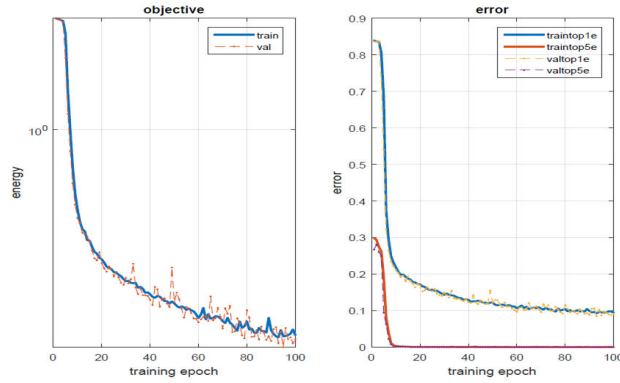 objective
train
val
10⁰
energy
0
20
40
60
80
100
training epoch
error
traintop1e
traintop5e
valtop1e
valtop5e
0.9
0.8
0.7
0.6
0.5
0.4
0.3
0.2
0.1
0
error
0
20
40
60
80
100
training epoch